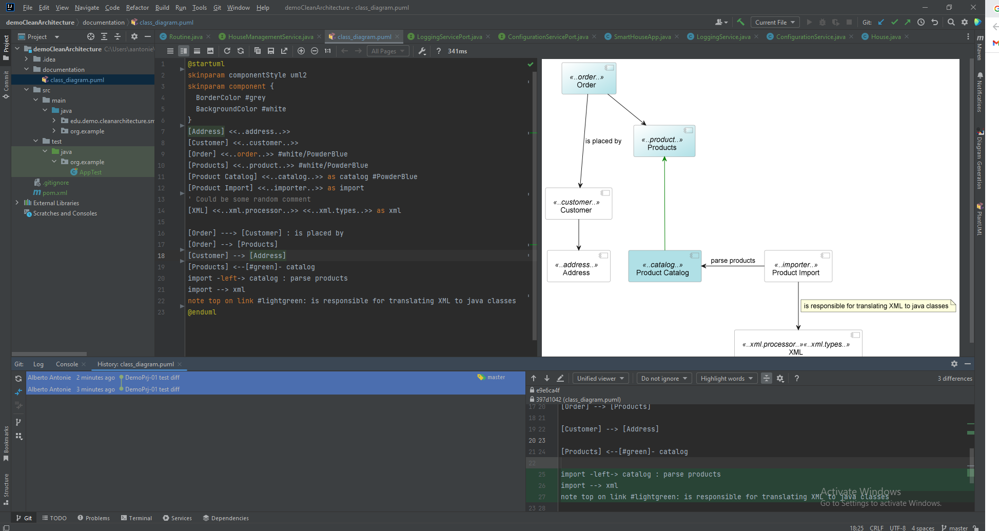 File Edit View Navigate Code Refactor Build Run Tools Git Window Help demoCleanArchitecture - class_diagram.puml
demoCleanArchitecture documentation class_diagram.puml Current File Git:
Project Routine.java HouseManagementService.java class_diagram.puml LoggingServicePort.java ConfigurationServicePort.java SmartHouseApp.java LoggingService.java ConfigurationService.java House.java
All Pages ? 341ms
Project
Commit
Bookmarks
Structure
demoCleanArchitecture C:\Users\aantonie\
.idea
documentation
class_diagram.puml
src
main
java
edu.demo.cleanarchitecture.sm
org.example
test
java
org.example
AppTest
.gitignore
pom.xml
External Libraries
Scratches and Consoles
1 @startuml
2 skinparam componentStyle uml2
3 skinparam component {
4 BorderColor #grey
5 BackgroundColor #white
6 }
7 [Address] <<..address..>>
8 [Customer] <<..customer..>>
9 [Order] <<..order..>> #white/PowderBlue
10 [Products] <<..product..>> #white/PowderBlue
11 [Product Catalog] <<..catalog..>> as catalog #PowderBlue
12 [Product Import] <<..importer..>> as import
13 ' Could be some random comment
14 [XML] <<..xml.processor..>> <<..xml.types..>> as xml
15
16 [Order] ---> [Customer] : is placed by
17 [Order] --> [Products]
18 [Customer] --> [Address]
19 [Products] <--[#green]- catalog
20 import -left-> catalog : parse products
21 import --> xml
22 note top on link #lightgreen: is responsible for translating XML to java classes
23 @enduml
«..order..»
Order
is placed by
«..product..»
Products
«..customer..»
Customer
«..address..»
Address
«..catalog..»
Product Catalog
parse products
«..importer..»
Product Import
is responsible for translating XML to java classes
«..xml.processor..»«..xml.types..»
XML
Maven
Notifications
Diagram Generation
PlantUML
Git: Log Console History: class_diagram.puml
Alberto Antonie 2 minutes ago DemoPrj-01 test diff master
Alberto Antonie 3 minutes ago DemoPrj-01 test diff
Unified viewer Do not ignore Highlight words ? 3 differences
e9e6ca4f
397d1042 (class_diagram.puml)
17 20 [Order] --> [Products]
18 21
19 22 [Customer] --> [Address]
20 23
21 24 [Products] <--[#green]- catalog
22
25 import -left-> catalog : parse products
26 import --> xml
27 note top on link #lightgreen: is responsible for translating XML to java classes
23 28
Activate Windows
Go to Settings to activate Windows.
Git TODO Problems Terminal Services Dependencies
18:25 CRLF UTF-8 4 spaces master